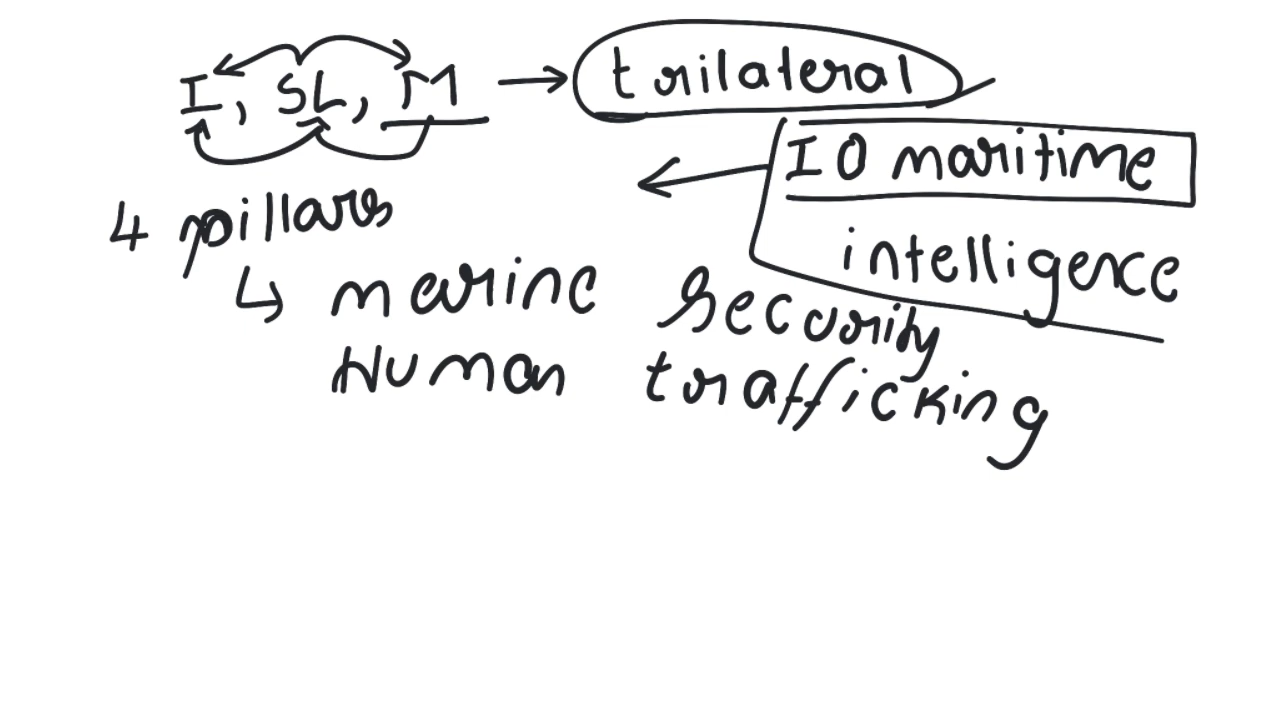 I, SL, M → trilateral
IO maritime
intelligence
4 pillars
↳ marine security
Human trafficking